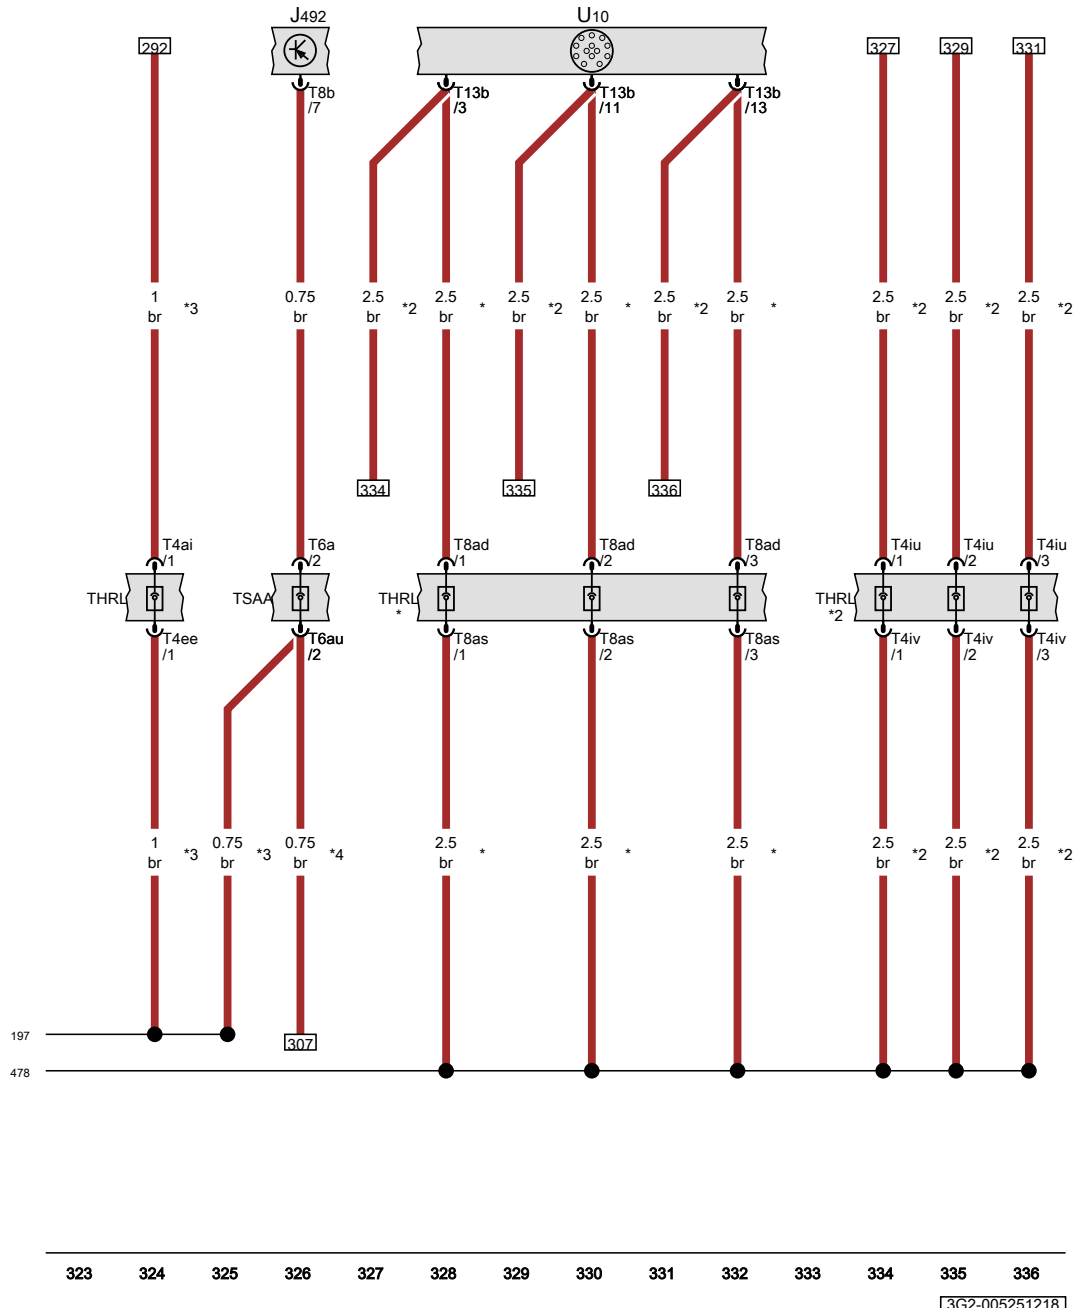 J492 U10
292 327 329 331
T8b T13b T13b T13b
/7 /3 /11 /13
1 0.75 2.5 2.5 2.5 2.5 2.5 2.5 2.5 2.5 2.5
*3 *2 * *2 * *2 * *2 *2 *2
br br br br br br br br br br br
334 335 336
T4ai T6a T8ad T8ad T8ad T4iu T4iu T4iu
/1 /2 /1 /2 /3 /1 /2 /3
THRL TSAA THRL THRL
* *2
T4ee T6au T8as T8as T8as T4iv T4iv T4iv
/1 /2 /1 /2 /3 /1 /2 /3
1 0.75 0.75 2.5 2.5 2.5 2.5 2.5 2.5
*3 *3 *4 * * * *2 *2 *2
br br br br br br br br br
197
307
478
323 324 325 326 327 328 329 330 331 332 333 334 335 336
3G2-005251218